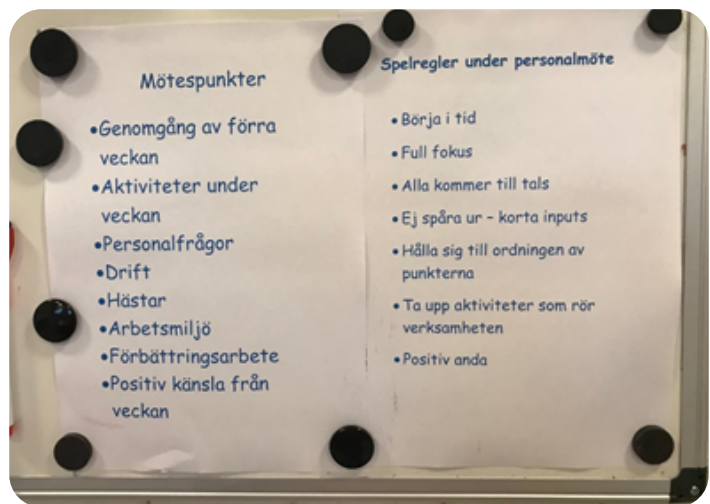 Mötespunkter
•Genomgång av förra
veckan
•Aktiviteter under
veckan
•Personalfrågor
•Drift
•Hästar
•Arbetsmiljö
•Förbättringsarbete
•Positiv känsla från
veckan
Spelregler under personalmöte
•Börja i tid
•Full fokus
•Alla kommer till tals
•Ej spåra ur – korta inputs
•Hålla sig till ordningen av
punkterna
•Ta upp aktiviteter som rör
verksamheten
•Positiv anda